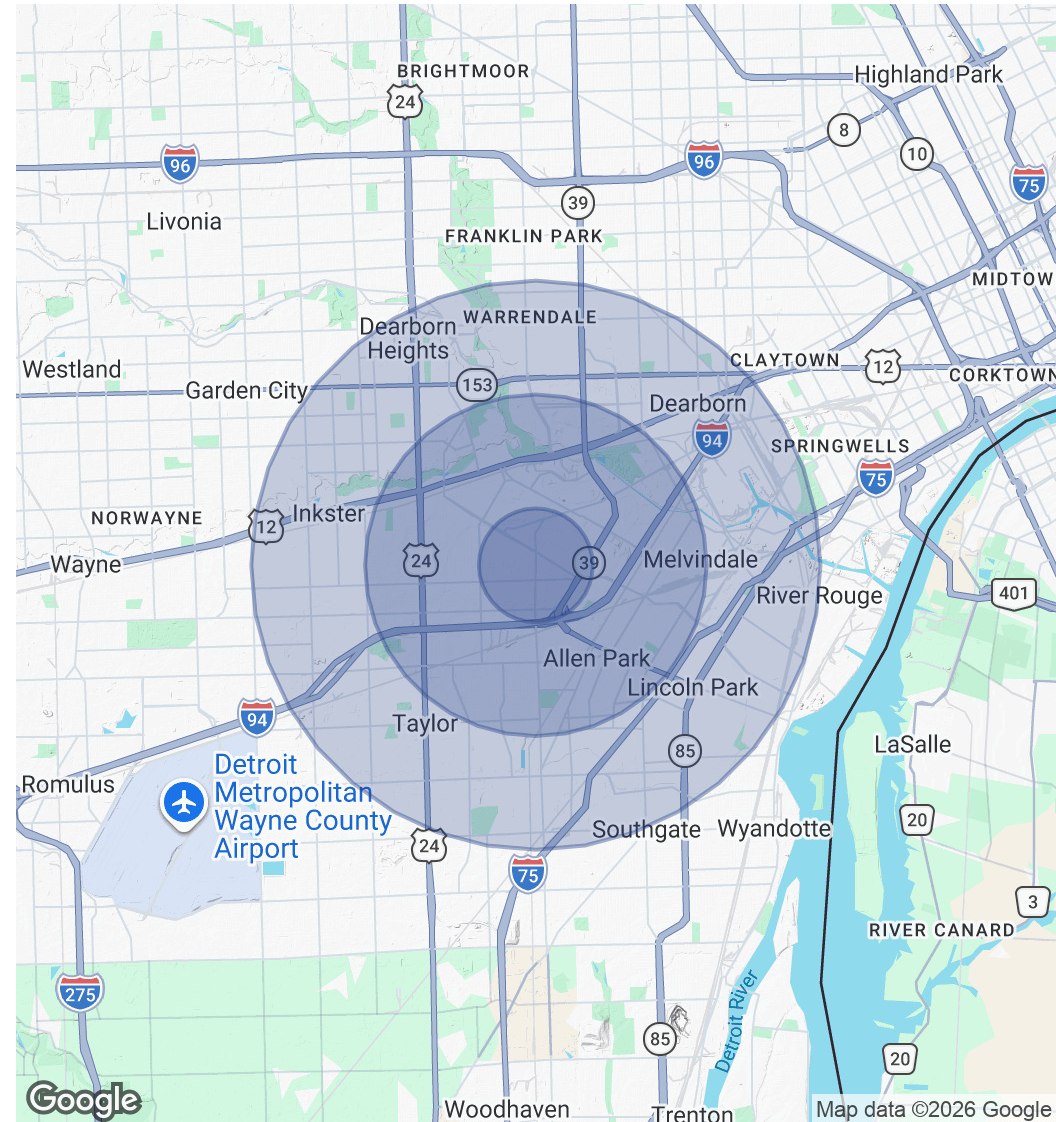 BRIGHTMOOR
Highland Park
24
8
96
96
10
75
39
Livonia
FRANKLIN PARK
MIDTOW
WARRENDALE
Dearborn
Heights
CLAYTOWN
12
Westland
CORKTOWN
Garden City
153
Dearborn
94
SPRINGWELLS
75
Inkster
NORWAYNE
12
Wayne
24
39
Melvindale
River Rouge
401
Allen Park
Lincoln Park
94
Taylor
85
LaSalle
Romulus
Detroit
Metropolitan
Wayne County
Airport
20
Southgate
Wyandotte
24
75
3
RIVER CANARD
275
Detroit River
85
20
Google
Woodhaven
Trenton
Map data ©2026 Google